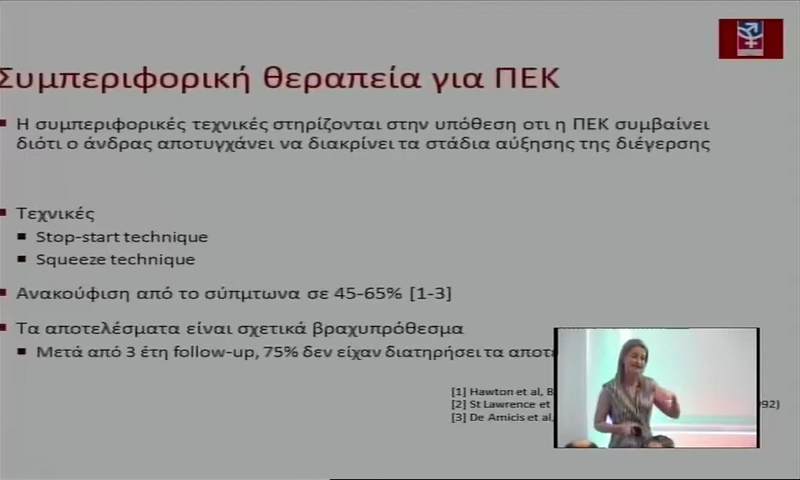 Συμπεριφορική θεραπεία για ΠΕΚ
Η συμπεριφορικές τεχνικές στηρίζονται στην υπόθεση οτι η ΠΕΚ συμβαίνει
διότι ο άνδρας αποτυγχάνει να διακρίνει τα στάδια αύξησης της διέγερσης
Τεχνικές
Stop-start technique
Squeeze technique
Ανακούφιση από το σύπμτωνα σε 45-65% [1-3]
Τα αποτελέσματα είναι σχετικά βραχυπρόθεσμα
Μετά από 3 έτη follow-up, 75% δεν είχαν διατηρήσει τα
[1] Hawton et al,
[2] St Lawrence et
[3] De Amicis et al,